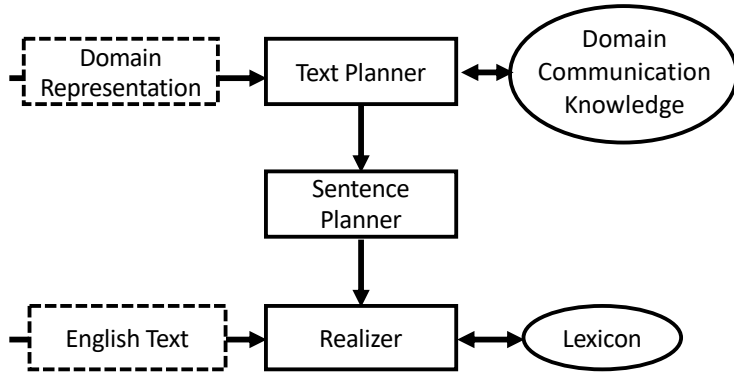 Domain
Representation
Text Planner
Domain
Communication
Knowledge
Sentence
Planner
English Text
Realizer
Lexicon